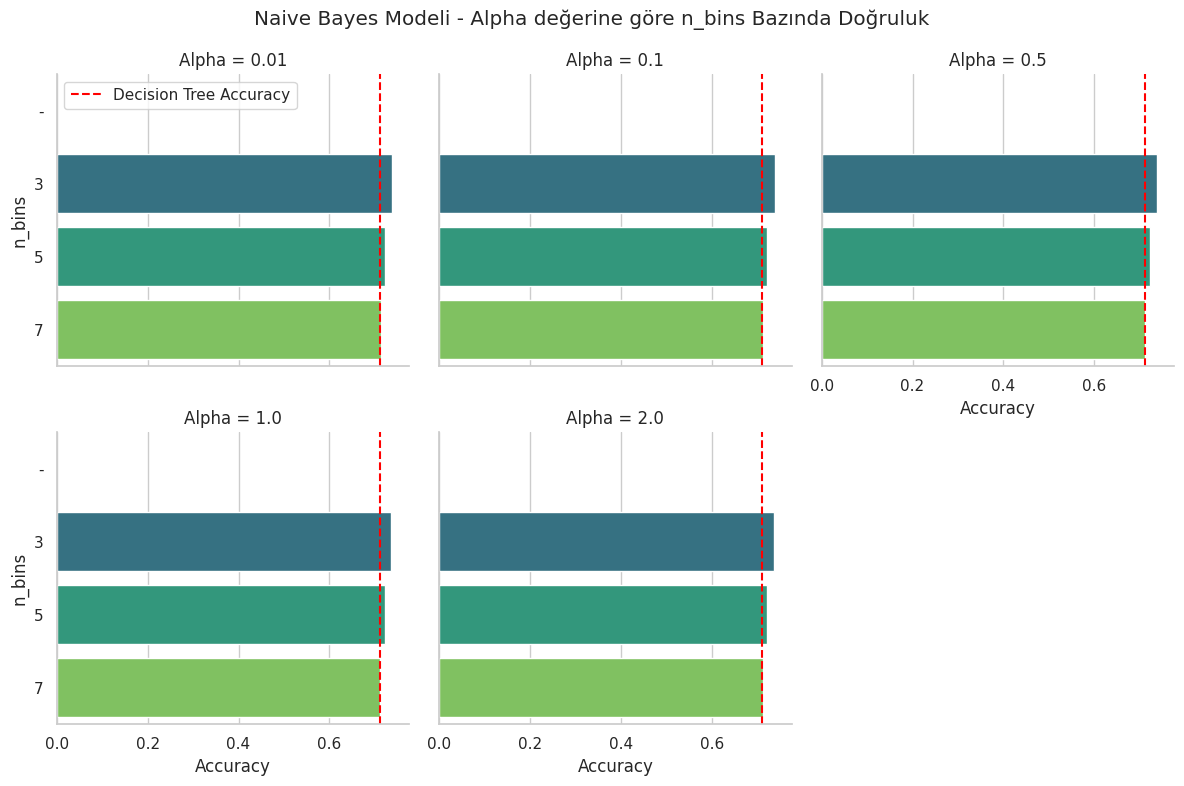 Naive Bayes Modeli - Alpha değerine göre n_bins Bazında Doğruluk
Alpha = 0.01
Decision Tree Accuracy
n_bins
-
3
5
7
Alpha = 0.1
Alpha = 0.5
0.0 0.2 0.4 0.6
Accuracy
Alpha = 1.0
n_bins
-
3
5
7
0.0 0.2 0.4 0.6
Accuracy
Alpha = 2.0
0.0 0.2 0.4 0.6
Accuracy